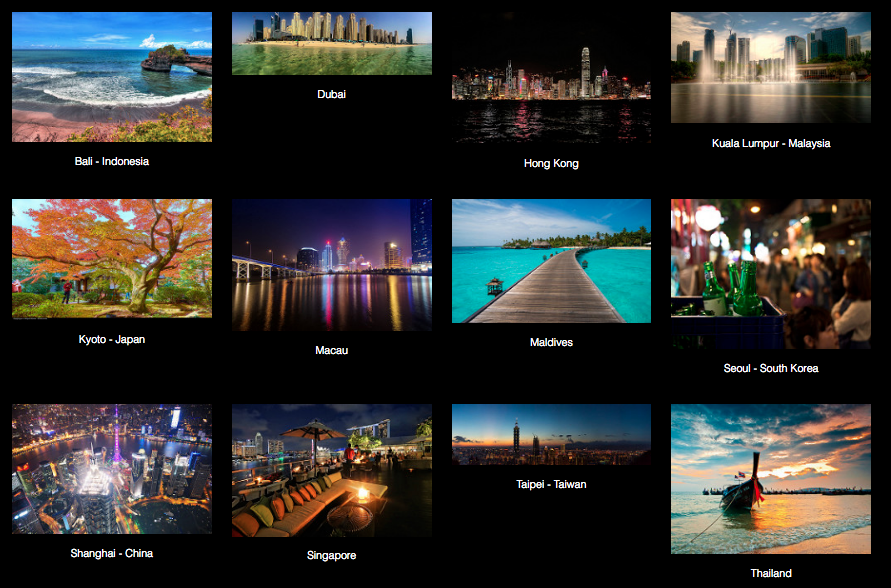 Bali - Indonesia
Dubai
Hong Kong
Kuala Lumpur - Malaysia
Kyoto - Japan
Macau
Maldives
Seoul - South Korea
Shanghai - China
Singapore
Taipei - Taiwan
Thailand